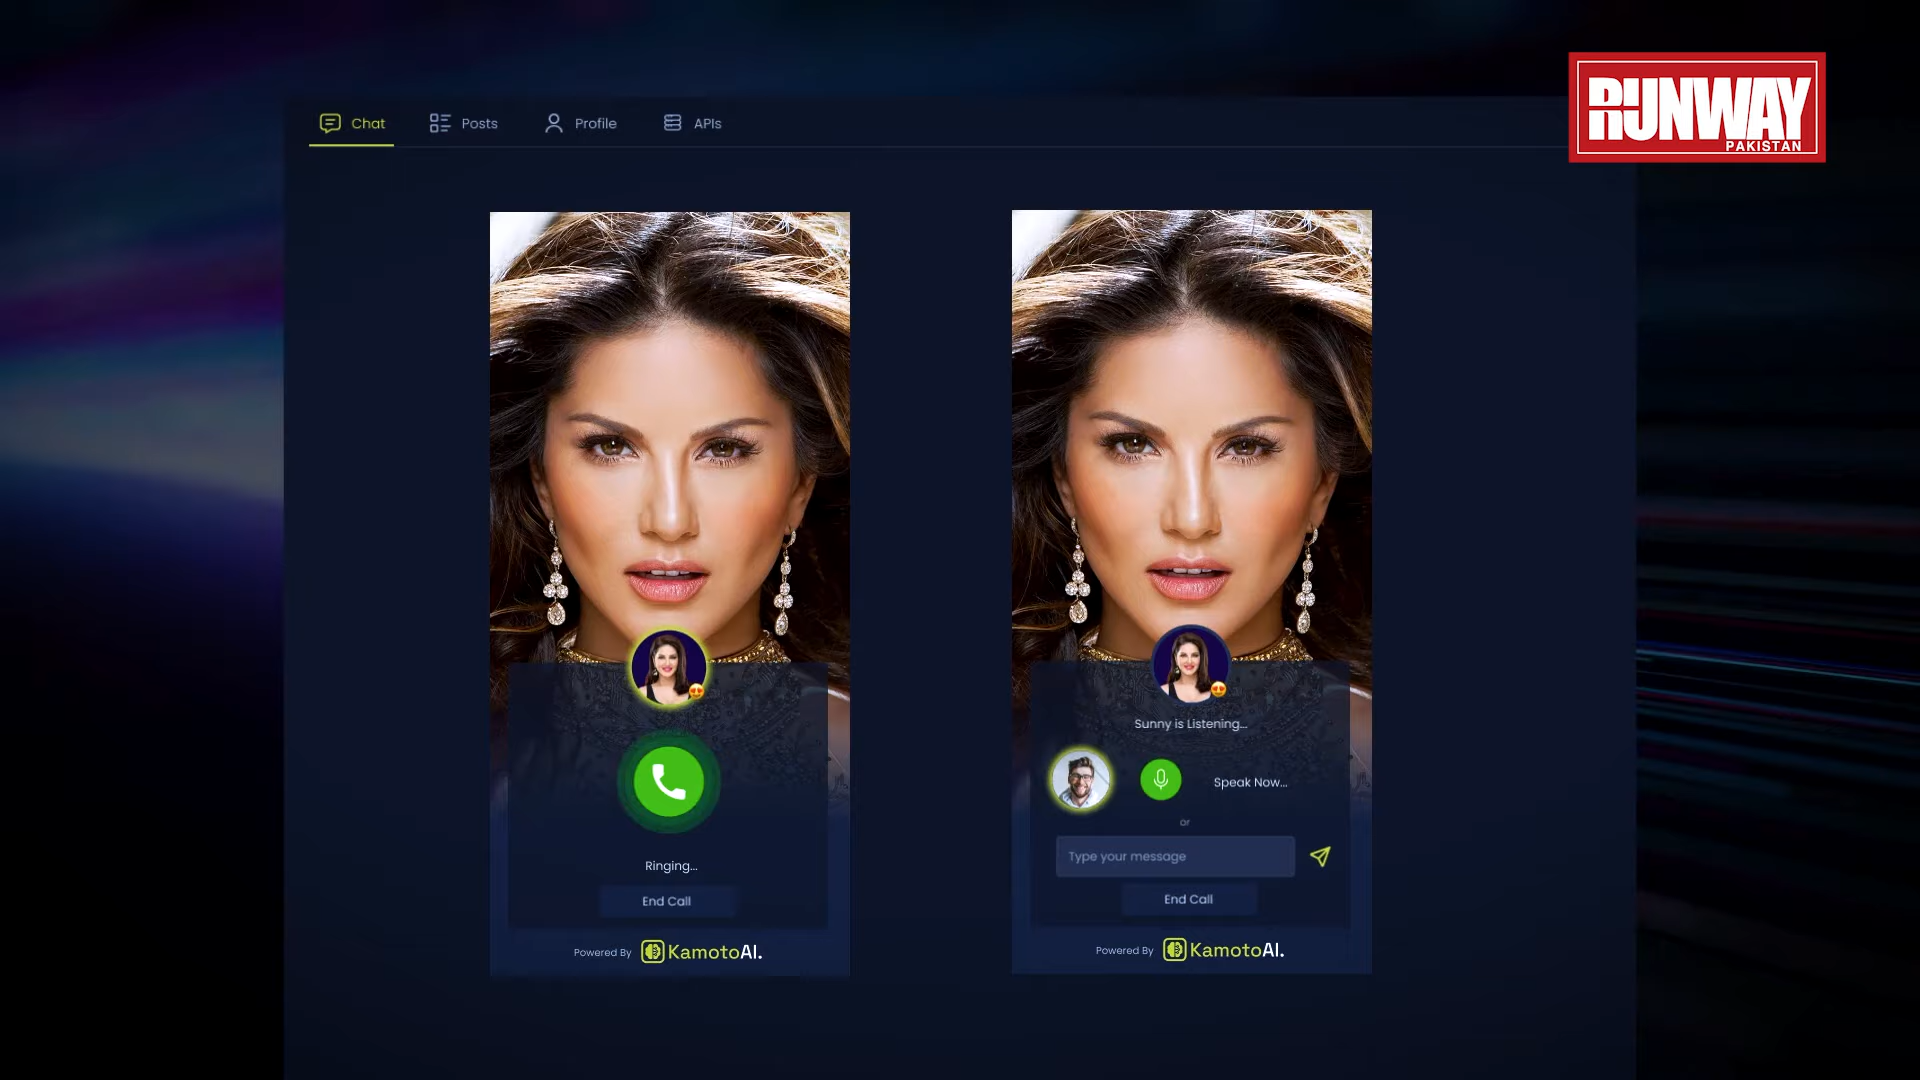 RUNWAY
PAKISTAN
Chat
Posts
Profile
APIs
Ringing...
End Call
Powered By KamotoAI.
Sunny is Listening...
Speak Now...
or
Type your message
End Call
Powered By KamotoAI.